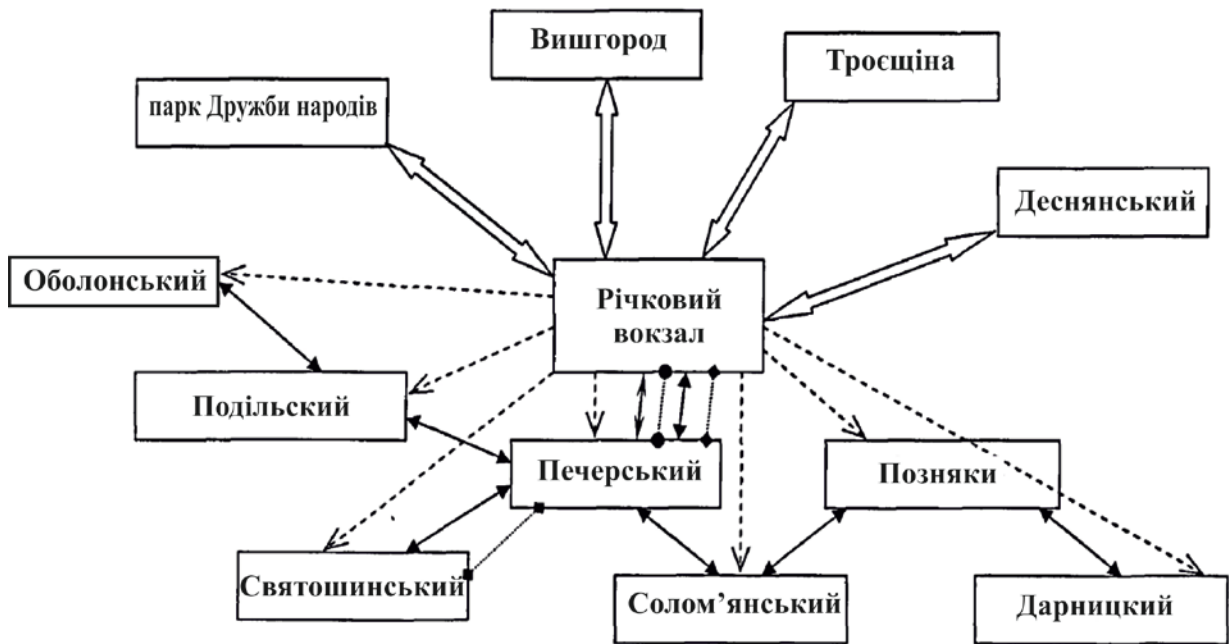 Вишгород
Троєщіна
парк Дружби народів
Деснянський
Оболонський
Річковий
вокзал
Подільский
Печерський
Позняки
Святошинський
Солом’янський
Дарницкий